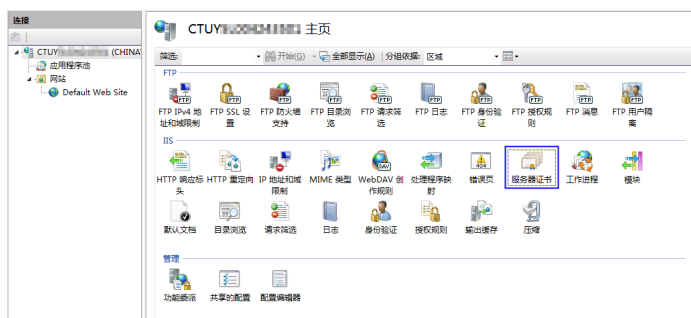 连接
CTUY (CHINA
应用程序池
网站
Default Web Site
CTUY 主页
筛选: 开始(G) 全部显示(A) 分组依据: 区域
FTP
FTP IPv4 地址和域限制
FTP SSL 设置
FTP 防火墙支持
FTP 目录浏览
FTP 请求筛选
FTP 日志
FTP 身份验证
FTP 授权规则
FTP 消息
FTP 用户隔离
IIS
HTTP 响应标头
HTTP 重定向
IP 地址和域限制
MIME 类型
WebDAV 创作规则
处理程序映射
错误页
服务器证书
工作进程
模块
默认文档
目录浏览
请求筛选
日志
身份验证
授权规则
输出缓存
压缩
管理
功能委派
共享的配置
配置编辑器